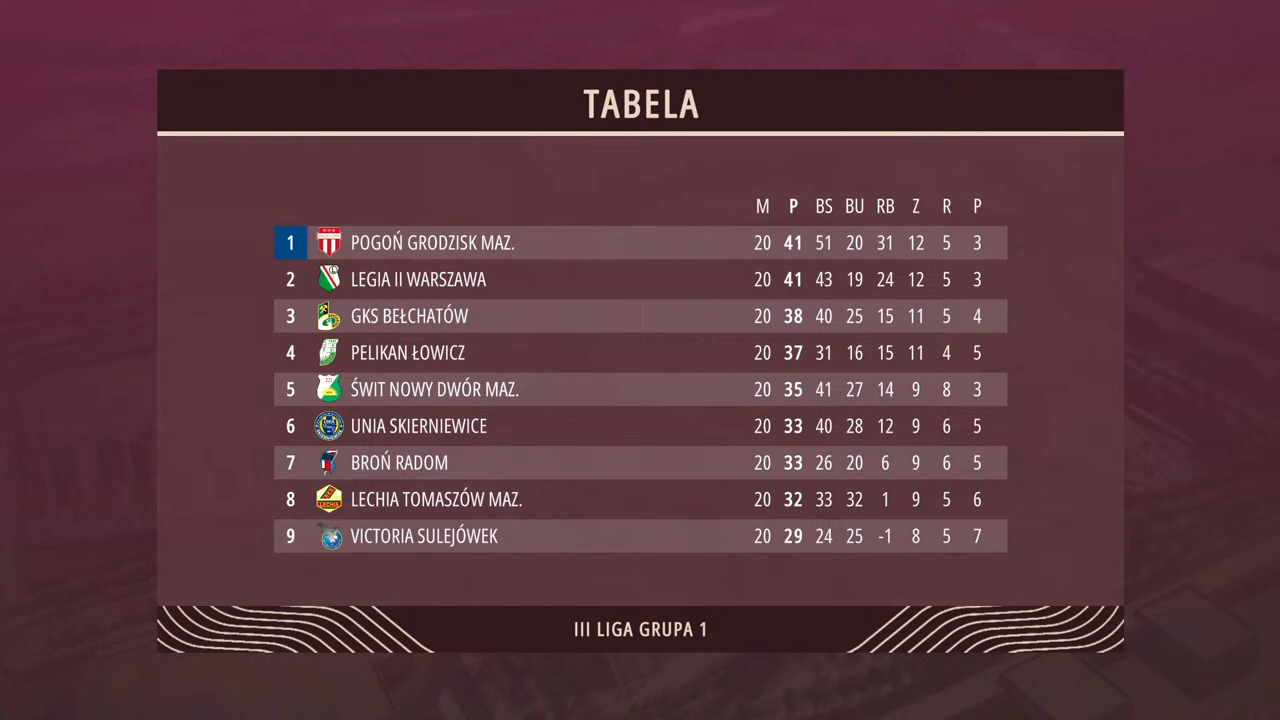 TABELA
M P BS BU RB Z R P
1 POGOŃ GRODZISK MAZ. 20 41 51 20 31 12 5 3
2 LEGIA II WARSZAWA 20 41 43 19 24 12 5 3
3 GKS BEŁCHATÓW 20 38 40 25 15 11 5 4
4 PELIKAN ŁOWICZ 20 37 31 16 15 11 4 5
5 ŚWIT NOWY DWÓR MAZ. 20 35 41 27 14 9 8 3
6 UNIA SKIERNIEWICE 20 33 40 28 12 9 6 5
7 BROŃ RADOM 20 33 26 20 6 9 6 5
8 LECHIA TOMASZÓW MAZ. 20 32 33 32 1 9 5 6
9 VICTORIA SULEJÓWEK 20 29 24 25 -1 8 5 7
III LIGA GRUPA 1